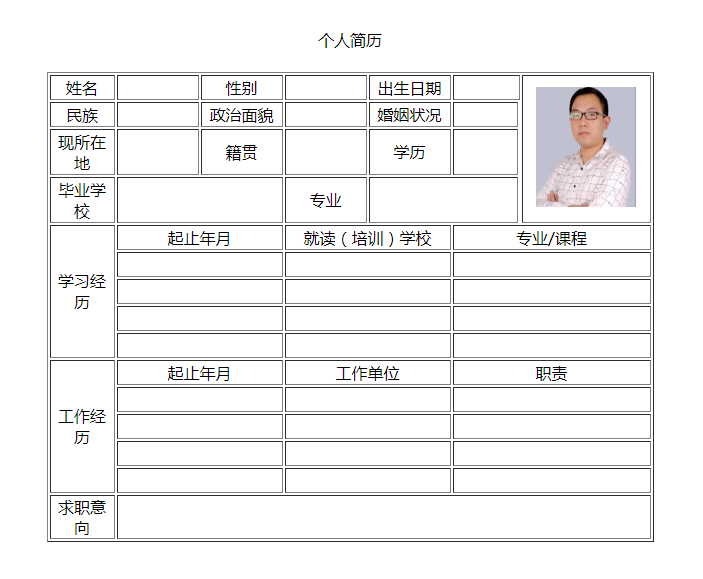 个人简历
姓名 性别 出生日期
民族 政治面貌 婚姻状况
现所在
地 籍贯 学历
毕业学
校 专业
学习经
历 起止年月 就读（培训）学校 专业/课程
工作经
历 起止年月 工作单位 职责
求职意
向